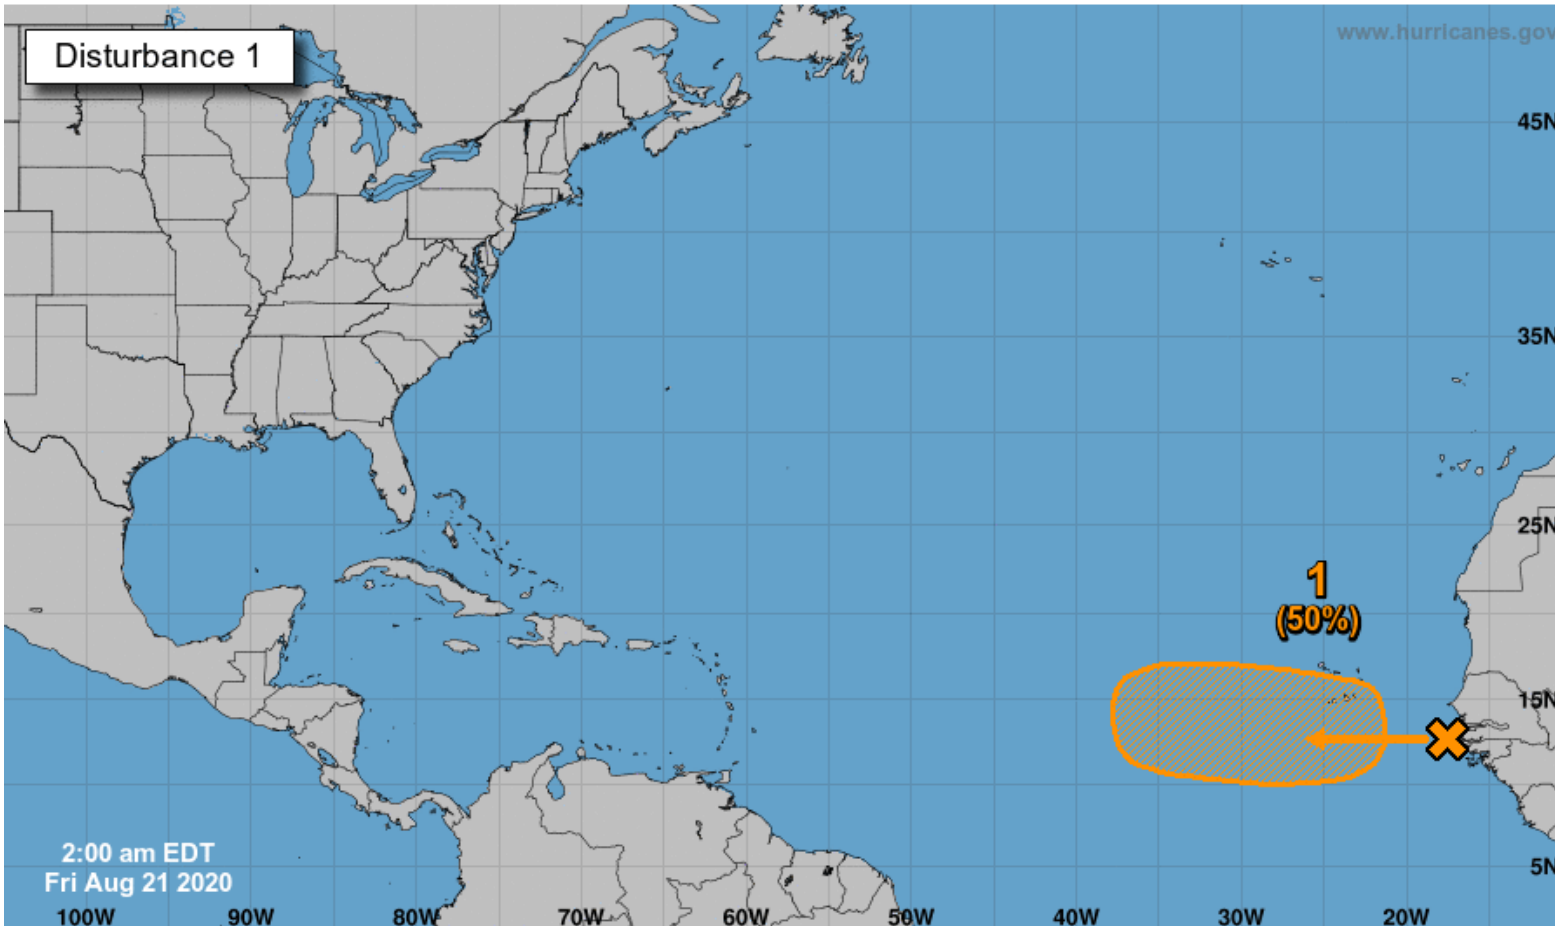 Disturbance 1
www.hurricanes.gov
45N
35N
25N
1
(50%)
15N
2:00 am EDT
Fri Aug 21 2020
5N
100W 90W 80W 70W 60W 50W 40W 30W 20W